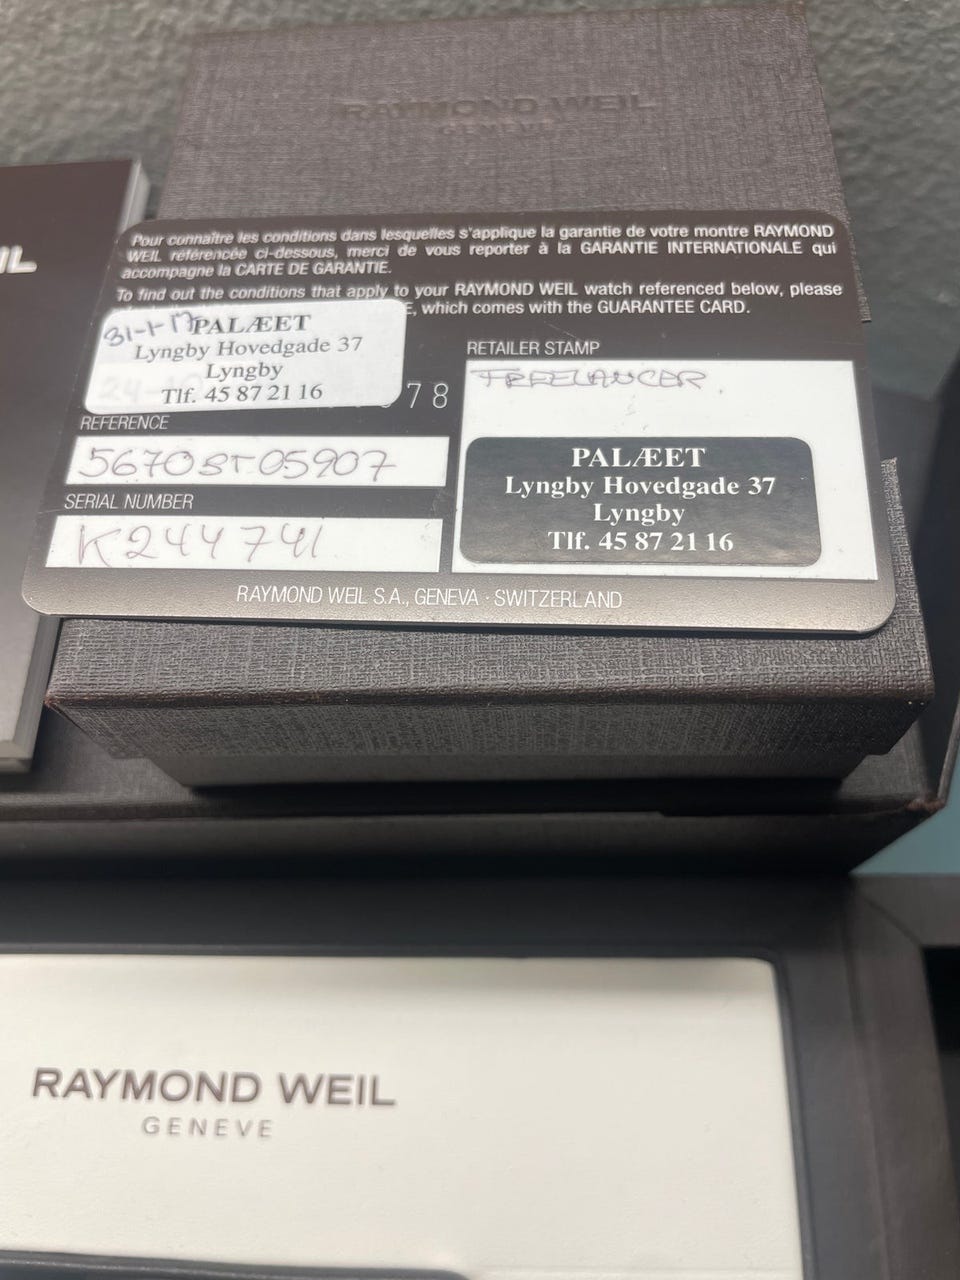 RAYMOND WEIL
GENEVE
IL
Pour connaître les conditions dans lesquelles s'applique la garantie de votre montre RAYMOND
WEIL référencée ci-dessous, merci de vous reporter à la GARANTIE INTERNATIONALE qui
accompagne la CARTE DE GARANTIE.
To find out the conditions that apply to your RAYMOND WEIL watch referenced below, please
E, which comes with the GUARANTEE CARD.
31-1-17 PALÆET
Lyngby Hovedgade 37
Lyngby
Tlf. 45 87 21 16
78
REFERENCE
5670ST05907
SERIAL NUMBER
K244741
RETAILER STAMP
FREELANCER.
PALÆET
Lyngby Hovedgade 37
Lyngby
Tlf. 45 87 21 16
RAYMOND WEIL S.A., GENEVA · SWITZERLAND
RAYMOND WEIL
GENEVE